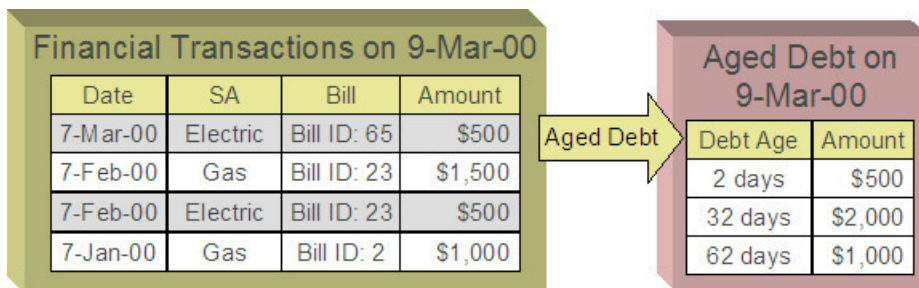 Financial Transactions on 9-Mar-00
Date SA Bill Amount
7-Mar-00 Electric Bill ID: 65 $500
7-Feb-00 Gas Bill ID: 23 $1,500
7-Feb-00 Electric Bill ID: 23 $500
7-Jan-00 Gas Bill ID: 2 $1,000
Aged Debt
Aged Debt on
9-Mar-00
Debt Age Amount
2 days $500
32 days $2,000
62 days $1,000